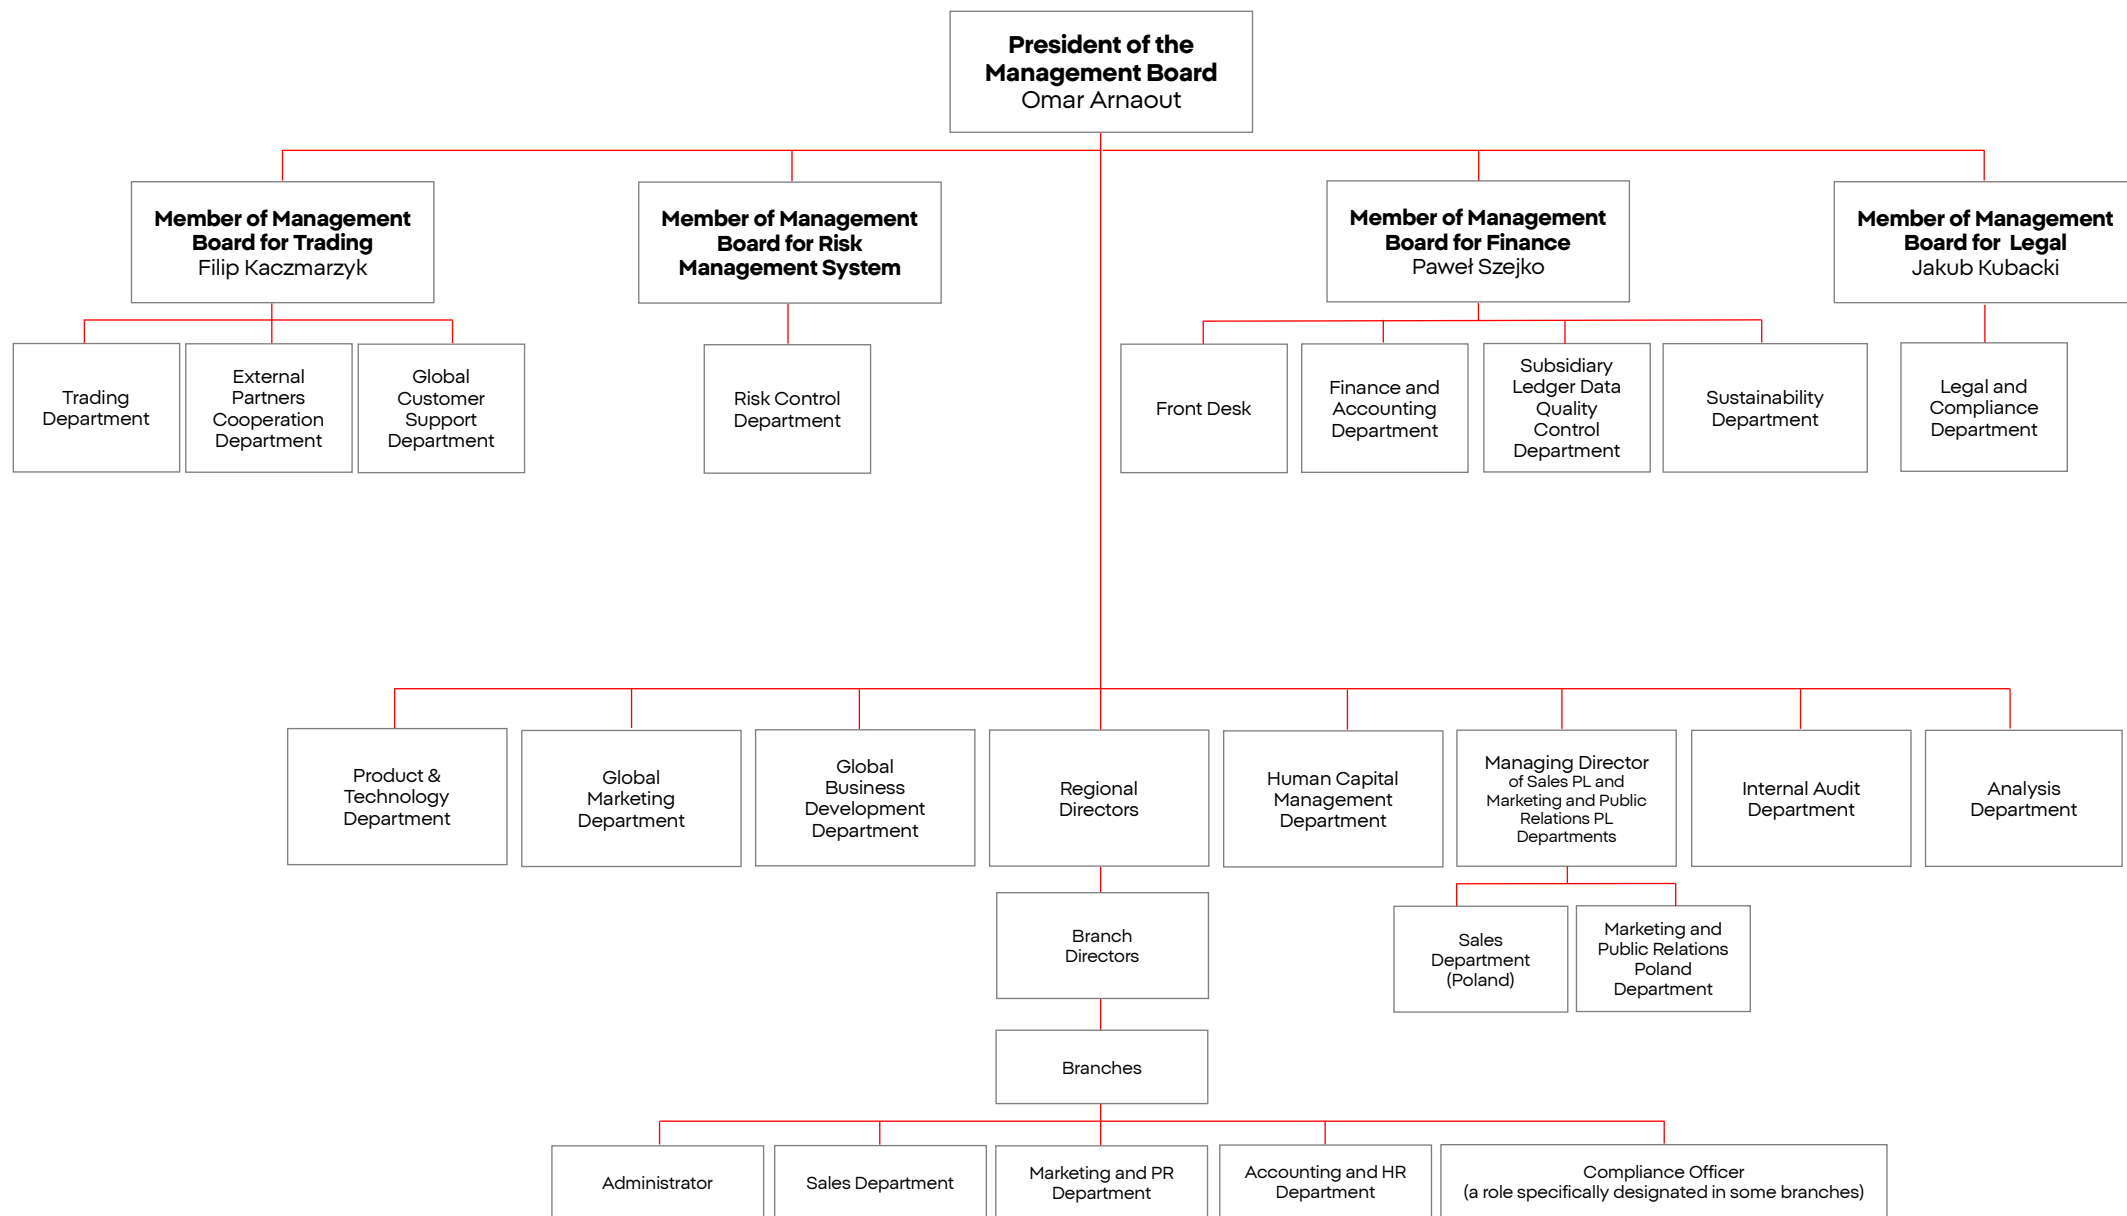 President of the
Management Board
Omar Arnaout
Member of Management
Board for Trading
Filip Kaczmarzyk
Member of Management
Board for Risk
Management System
Member of Management
Board for Finance
Paweł Szejko
Member of Management
Board for Legal
Jakub Kubacki
Trading
Department
External
Partners
Cooperation
Department
Global
Customer
Support
Department
Risk Control
Department
Front Desk
Finance and
Accounting
Department
Subsidiary
Ledger Data
Quality
Control
Department
Sustainability
Department
Legal and
Compliance
Department
Product &
Technology
Department
Global
Marketing
Department
Global
Business
Development
Department
Regional
Directors
Human Capital
Management
Department
Managing Director
of Sales PL and
Marketing and Public
Relations PL
Departments
Internal Audit
Department
Analysis
Department
Branch
Directors
Sales
Department
(Poland)
Marketing and
Public Relations
Poland
Department
Branches
Administrator
Sales Department
Marketing and PR
Department
Accounting and HR
Department
Compliance Officer
(a role specifically designated in some branches)